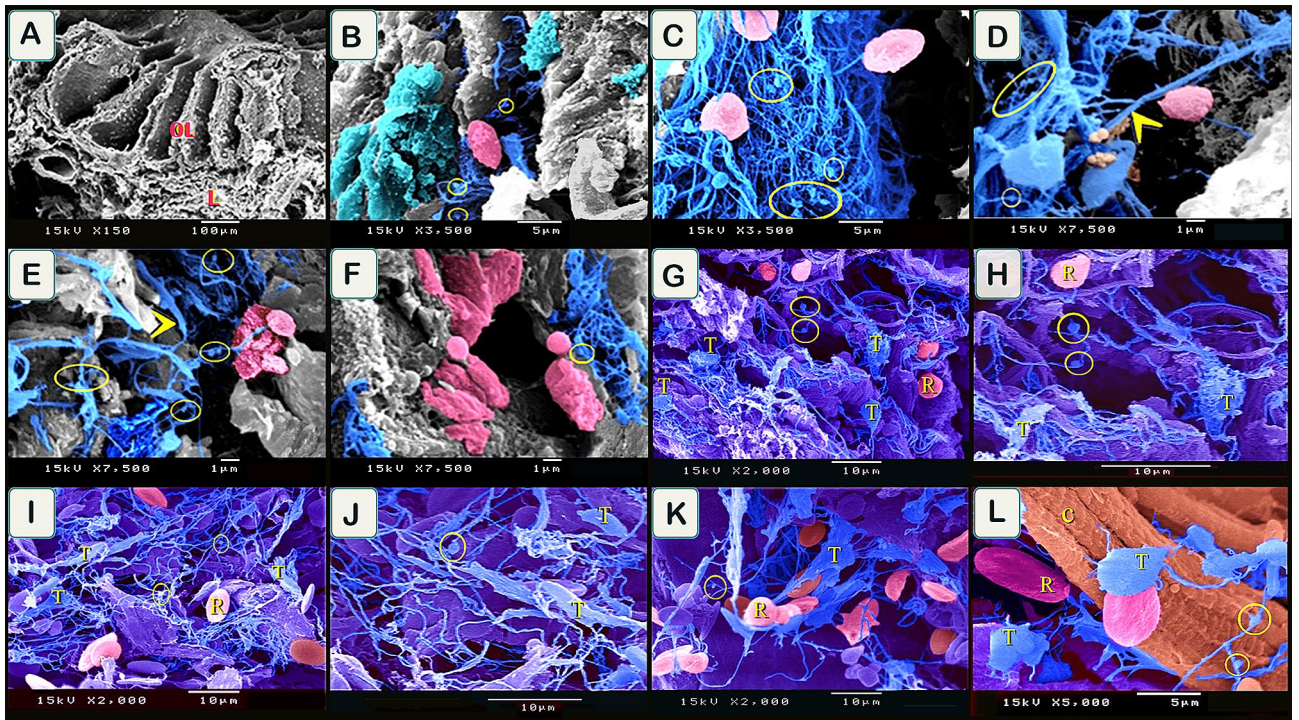 A
B
C
D
OL
L
15kV X150 100μm
15kV X3,500 5μm
15kV X3,500 5μm
15kV X7,500 1μm
E
F
G
H
R
T
T
T
R
T
T
T
15kV X7,500 1μm
15kV X7,500 1μm
15kV X2,000 10μm
10μm
I
J
K
L
T
T
T
R
T
T
T
R
C
T
R
T
15kV X2,000 10μm
10μm
15kV X2,000 10μm
15kV X5,000 5μm